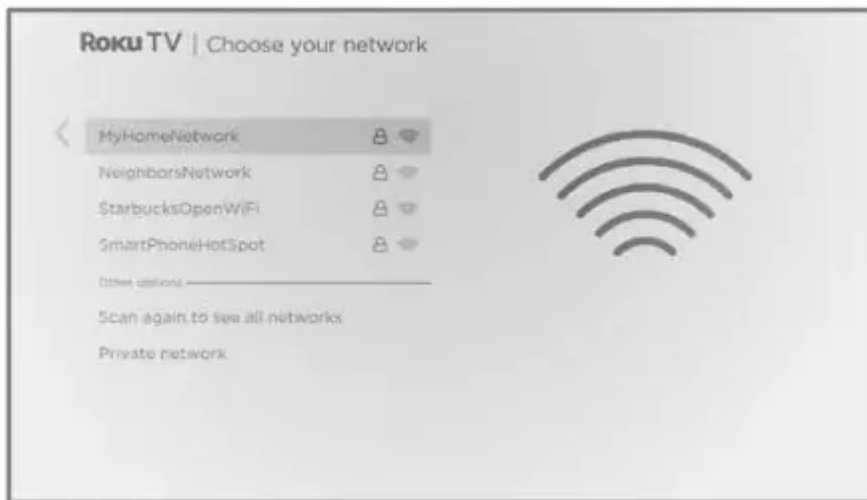 Roku TV | Choose your network
MyHomeNetwork
NeighborsNetwork
StarbucksOpenWiFi
SmartPhoneHotSpot
Other options
Scan again to see all networks
Private network